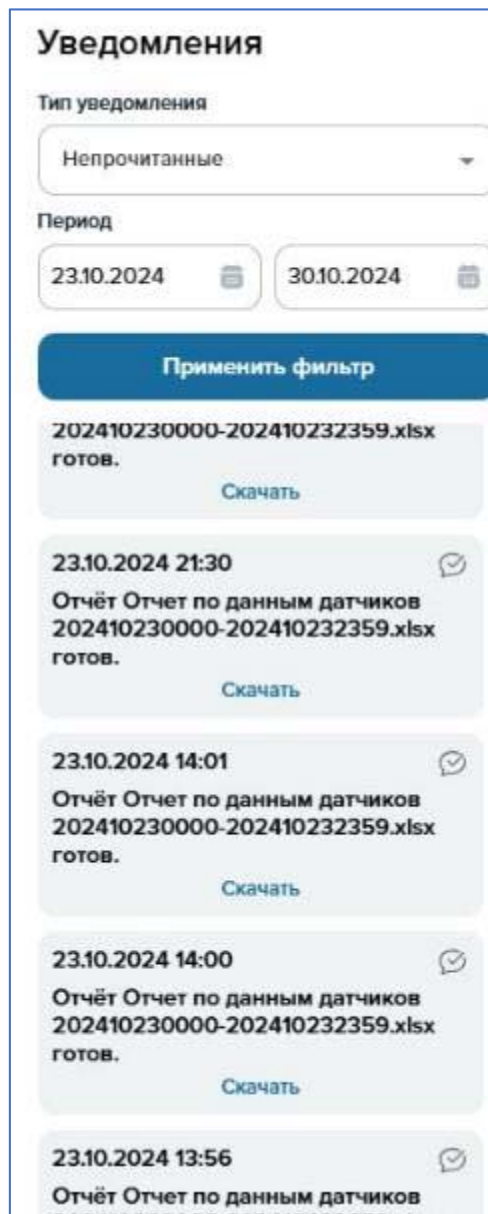 Уведомления
Тип уведомления
Непрочитанные
Период
23.10.2024 30.10.2024
Применить фильтр
202410230000-202410232359.xlsx
готов.
Скачать
23.10.2024 21:30
Отчёт Отчет по данным датчиков
202410230000-202410232359.xlsx
готов.
Скачать
23.10.2024 14:01
Отчёт Отчет по данным датчиков
202410230000-202410232359.xlsx
готов.
Скачать
23.10.2024 14:00
Отчёт Отчет по данным датчиков
202410230000-202410232359.xlsx
готов.
Скачать
23.10.2024 13:56
Отчёт Отчет по данным датчиков